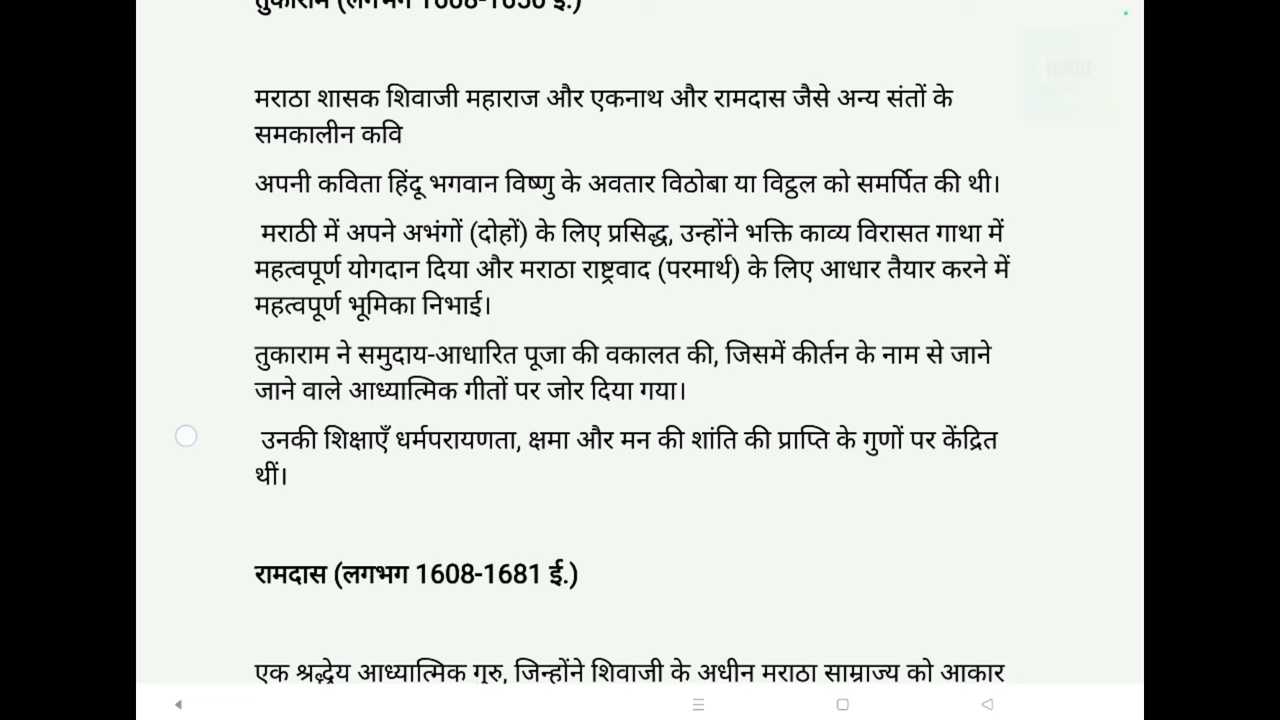 तुकाराम (लगभग 1608-1650 ई.)
मराठा शासक शिवाजी महाराज और एकनाथ और रामदास जैसे अन्य संतों के
समकालीन कवि
अपनी कविता हिंदू भगवान विष्णु के अवतार विठोबा या विट्ठल को समर्पित की थी।
मराठी में अपने अभंगों (दोहों) के लिए प्रसिद्ध, उन्होंने भक्ति काव्य विरासत गाथा में
महत्वपूर्ण योगदान दिया और मराठा राष्ट्रवाद (परमार्थ) के लिए आधार तैयार करने में
महत्वपूर्ण भूमिका निभाई।
तुकाराम ने समुदाय-आधारित पूजा की वकालत की, जिसमें कीर्तन के नाम से जाने
जाने वाले आध्यात्मिक गीतों पर जोर दिया गया।
उनकी शिक्षाएँ धर्मपरायणता, क्षमा और मन की शांति की प्राप्ति के गुणों पर केंद्रित
थीं।
रामदास (लगभग 1608-1681 ई.)
एक श्रद्धेय आध्यात्मिक गुरु, जिन्होंने शिवाजी के अधीन मराठा साम्राज्य को आकार